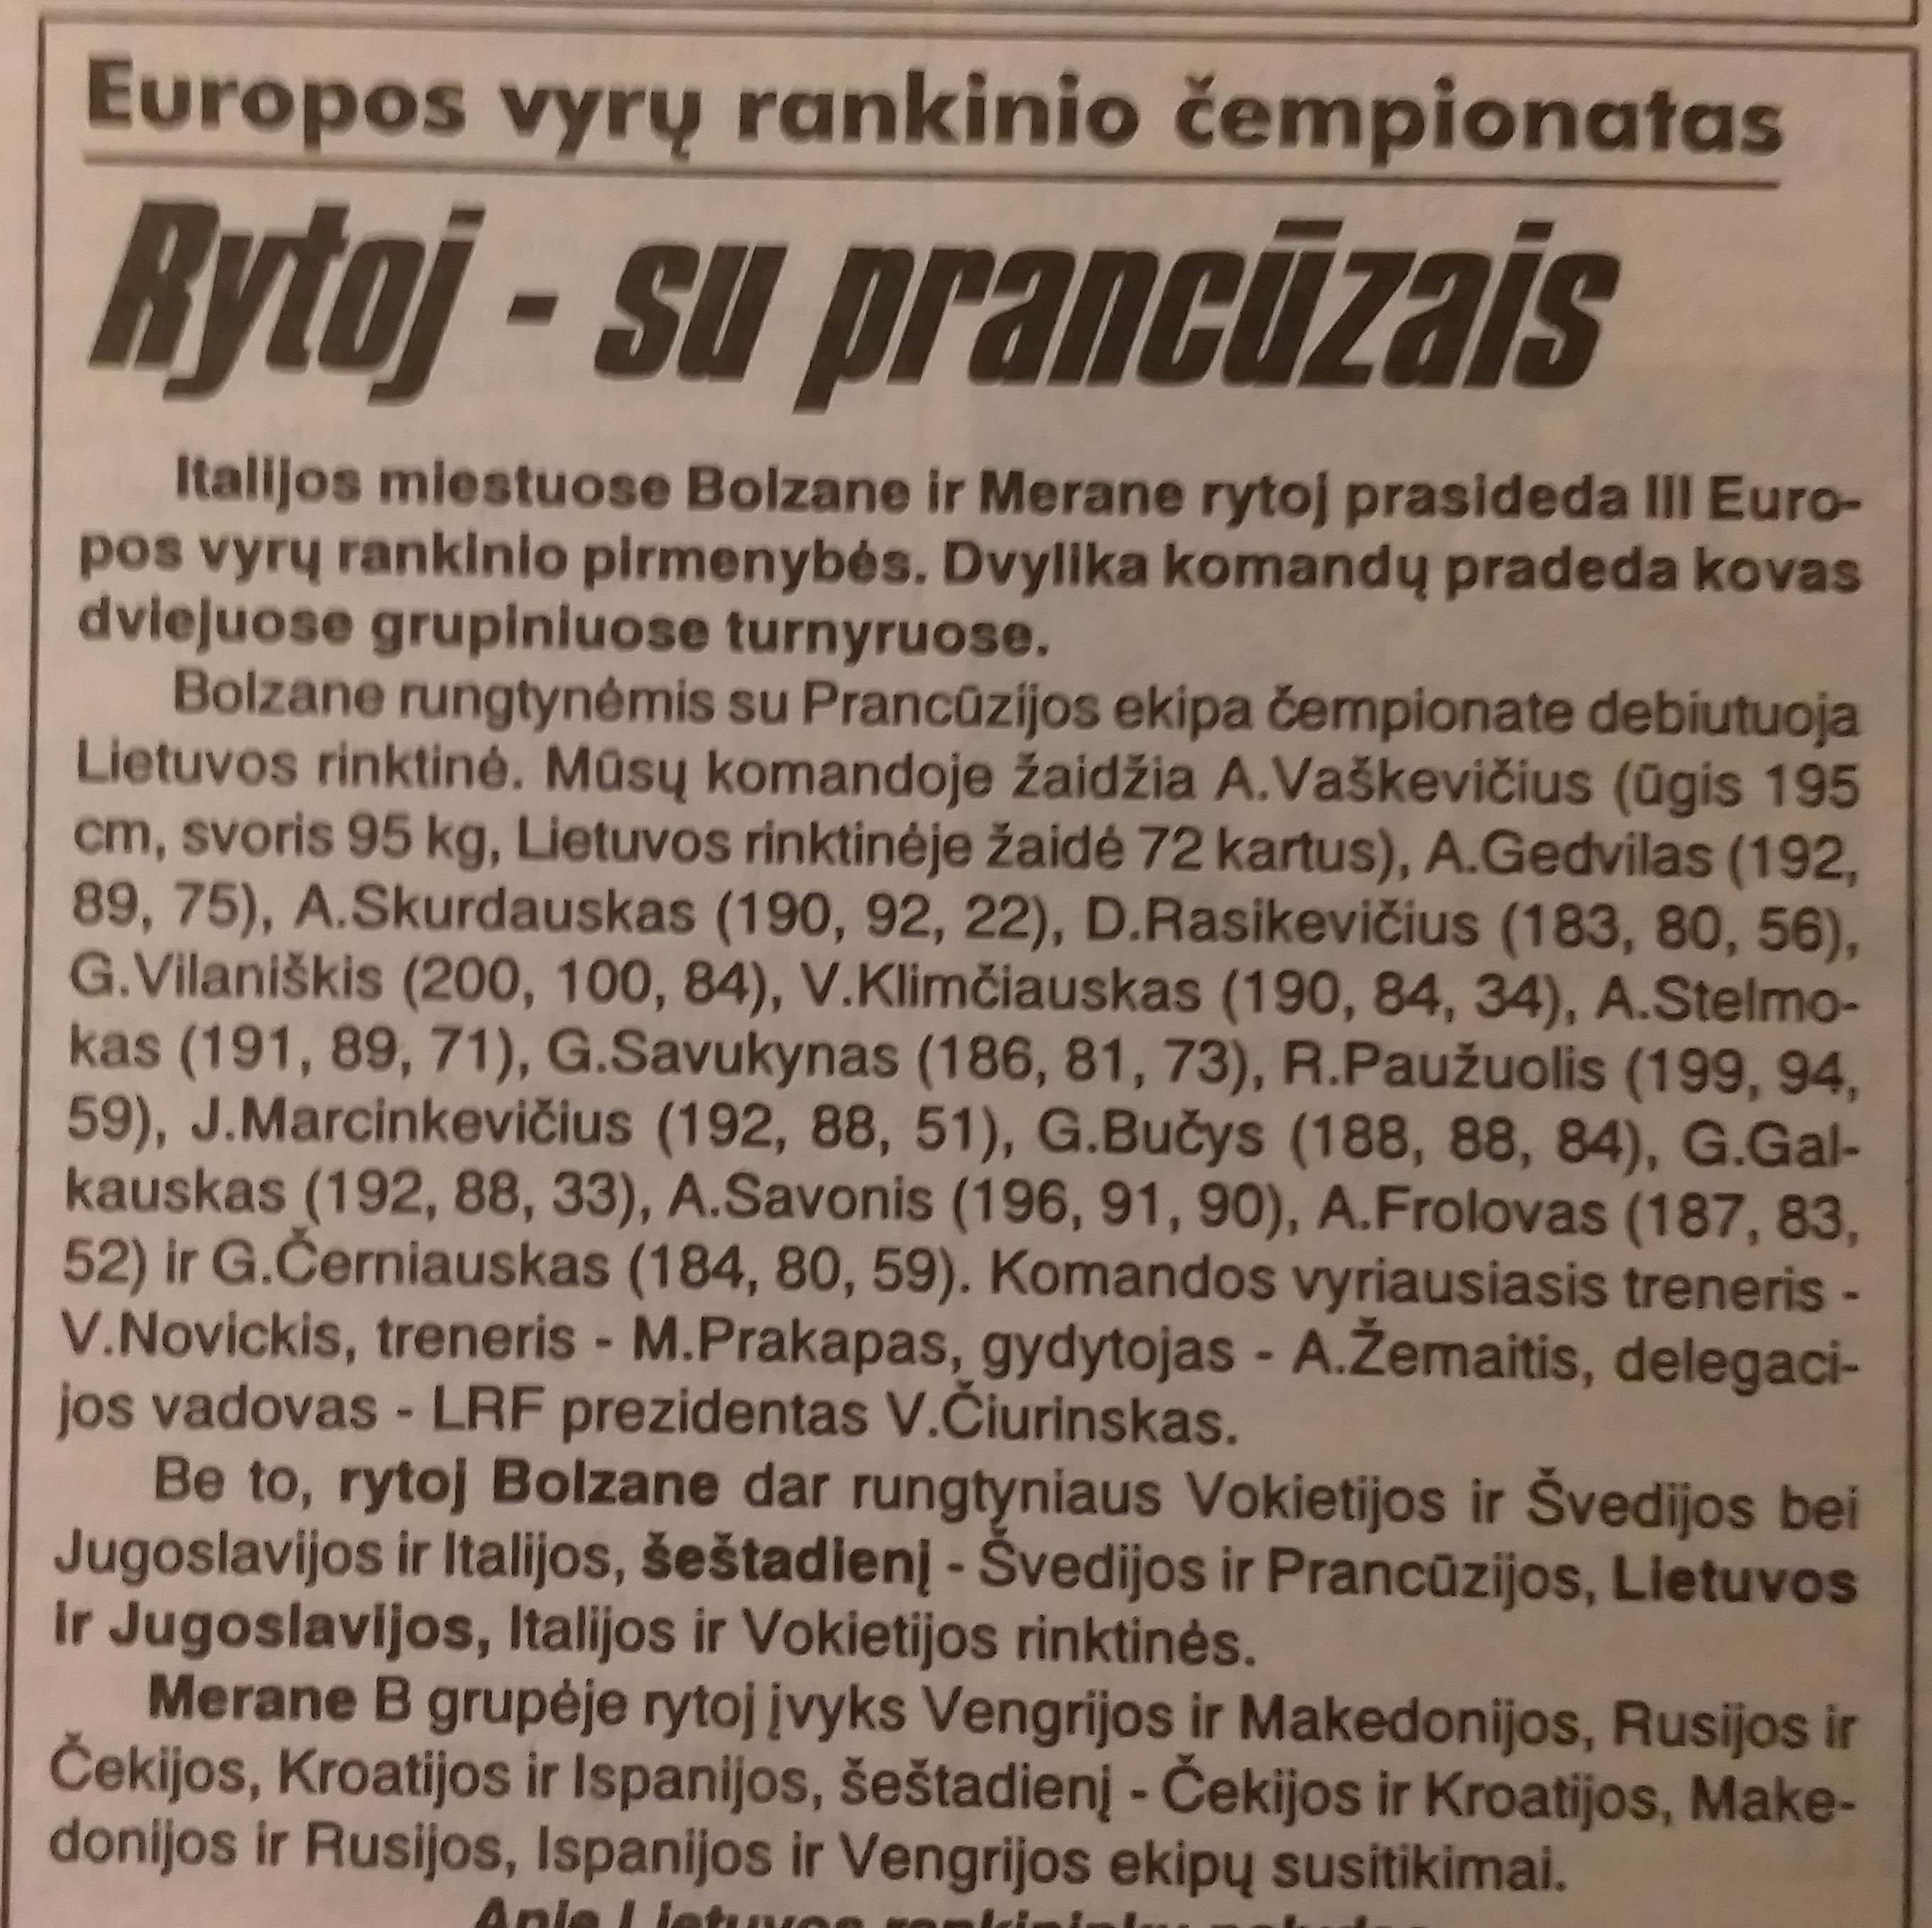 Europos vyrų rankinio čempionatas
Rytoj - su prancūzais
Italijos miestuose Bolzane ir Merane rytoj prasideda III Euro-
pos vyrų rankinio pirmenybės. Dvylika komandų pradeda kovas
dviejuose grupiniuose turnyruose.
Bolzane rungtynėmis su Prancūzijos ekipa čempionate debiutuoja
Lietuvos rinktinė. Mūsų komandoje žaidžia A.Vaškevičius (ūgis 195
cm, svoris 95 kg, Lietuvos rinktinėje žaidė 72 kartus), A.Gedvilas (192,
89, 75), A.Skurdauskas (190, 92, 22), D.Rasikevičius (183, 80, 56),
G.Vilaniškis (200, 100, 84), V.Klimčiauskas (190, 84, 34), A.Stelmo-
kas (191, 89, 71), G.Savukynas (186, 81, 73), R.Paužuolis (199, 94,
59), J.Marcinkevičius (192, 88, 51), G.Bučys (188, 88, 84), G.Gal-
kauskas (192, 88, 33), A.Savonis (196, 91, 90), A.Frolovas (187, 83,
52) ir G.Černiauskas (184, 80, 59). Komandos vyriausiasis treneris -
V.Novickis, treneris - M.Prakapas, gydytojas - A.Žemaitis, delegaci-
jos vadovas - LRF prezidentas V.Čiurinskas.
Be to, rytoj Bolzane dar rungtyniaus Vokietijos ir Švedijos bei
Jugoslavijos ir Italijos, šeštadienį - Švedijos ir Prancūzijos, Lietuvos
ir Jugoslavijos, Italijos ir Vokietijos rinktinės.
Merane B grupėje rytoj įvyks Vengrijos ir Makedonijos, Rusijos ir
Čekijos, Kroatijos ir Ispanijos, šeštadienį - Čekijos ir Kroatijos, Make-
donijos ir Rusijos, Ispanijos ir Vengrijos ekipų susitikimai.
Apie Lietuvos rankininkų